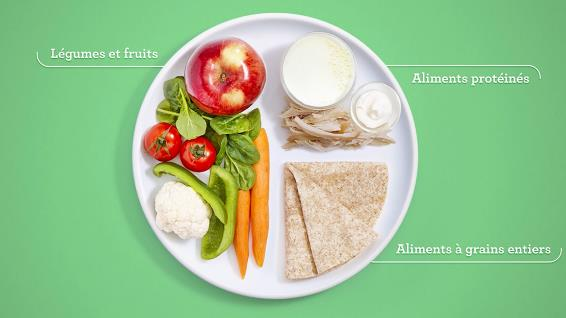 Légumes et fruits
Aliments protéinés
Aliments à grains entiers